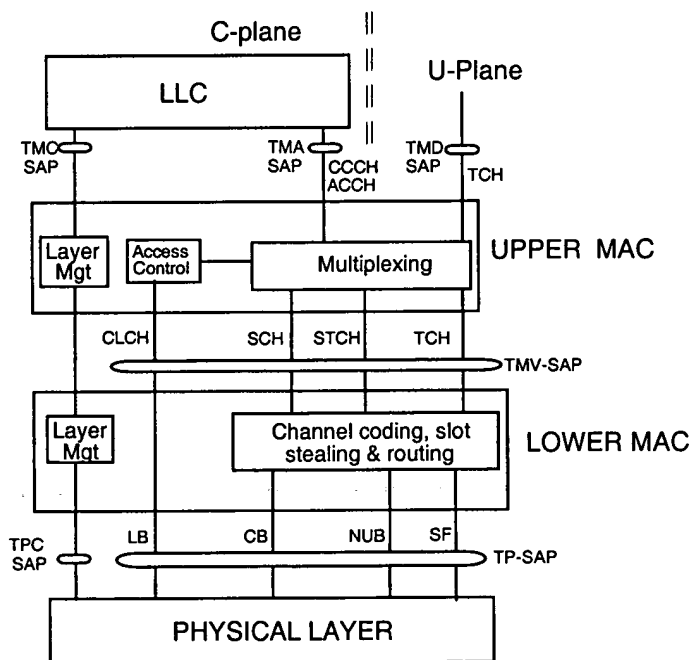 C-plane
U-Plane
LLC
TMC
SAP
TMA
SAP
CCCH
ACCH
TMD
SAP
TCH
Layer
Mgt
Access
Control
Multiplexing
UPPER MAC
CLCH
SCH
STCH
TCH
TMV-SAP
Layer
Mgt
Channel coding, slot
stealing & routing
LOWER MAC
TPC
SAP
LB
CB
NUB
SF
TP-SAP
PHYSICAL LAYER